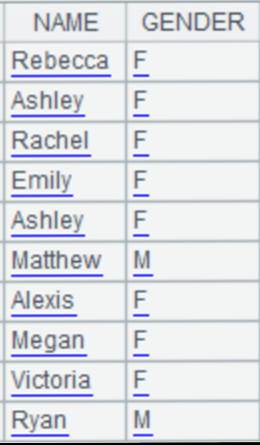 NAME GENDER
Rebecca F
Ashley F
Rachel F
Emily F
Ashley F
Matthew M
Alexis F
Megan F
Victoria F
Ryan M